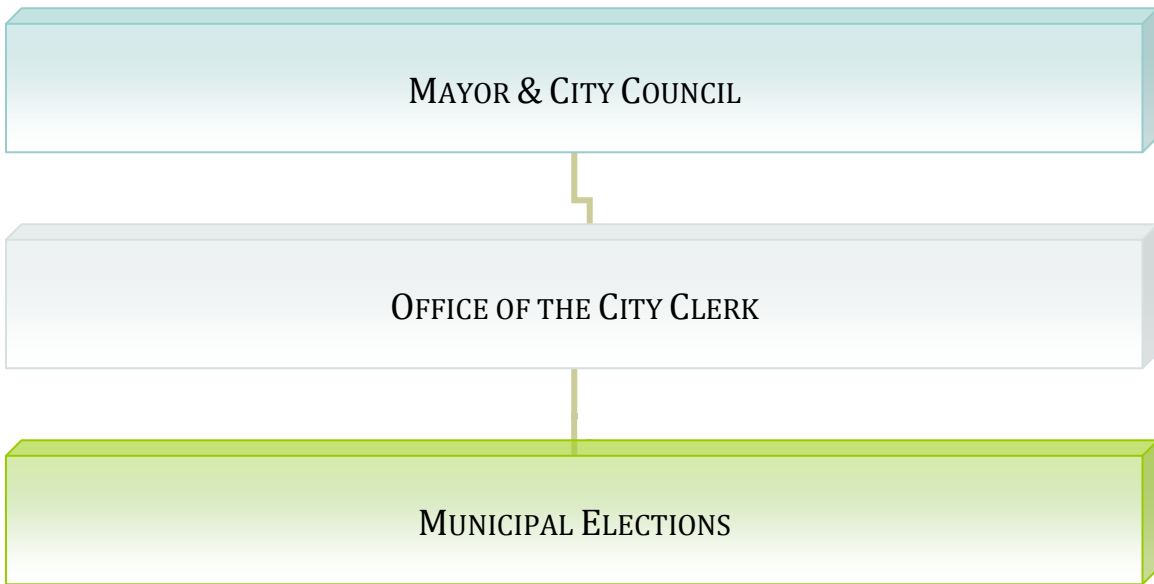 MAYOR & CITY COUNCIL
OFFICE OF THE CITY CLERK
MUNICIPAL ELECTIONS